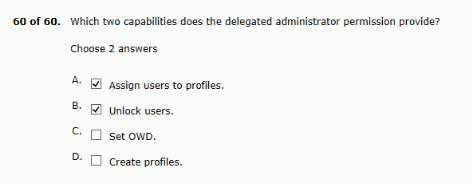 60 of 60. Which two capabilities does the delegated administrator permission provide?
Choose 2 answers
A. Assign users to profiles.
B. Unlock users.
C. Set OWD.
D. Create profiles.